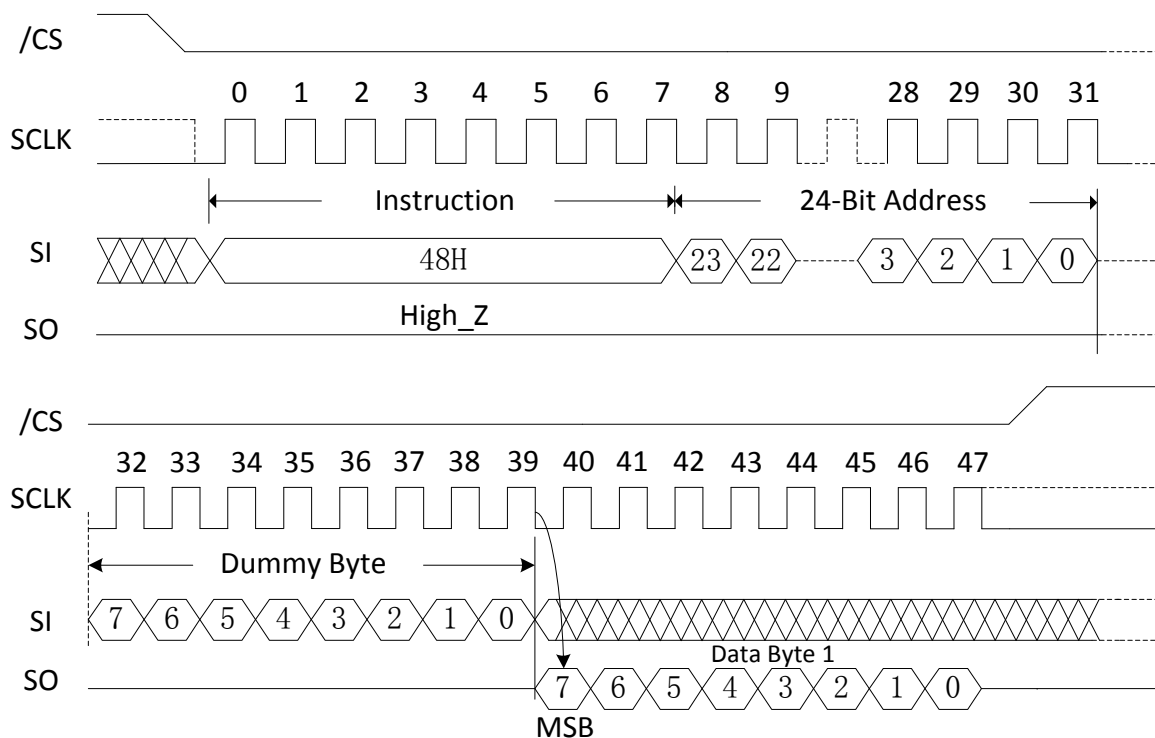 /CS
0 1 2 3 4 5 6 7 8 9 28 29 30 31
SCLK
Instruction 24-Bit Address
SI 48H 23 22 3 2 1 0
High_Z
SO
/CS
32 33 34 35 36 37 38 39 40 41 42 43 44 45 46 47
SCLK
Dummy Byte
SI 7 6 5 4 3 2 1 0
Data Byte 1
SO 7 6 5 4 3 2 1 0
MSB